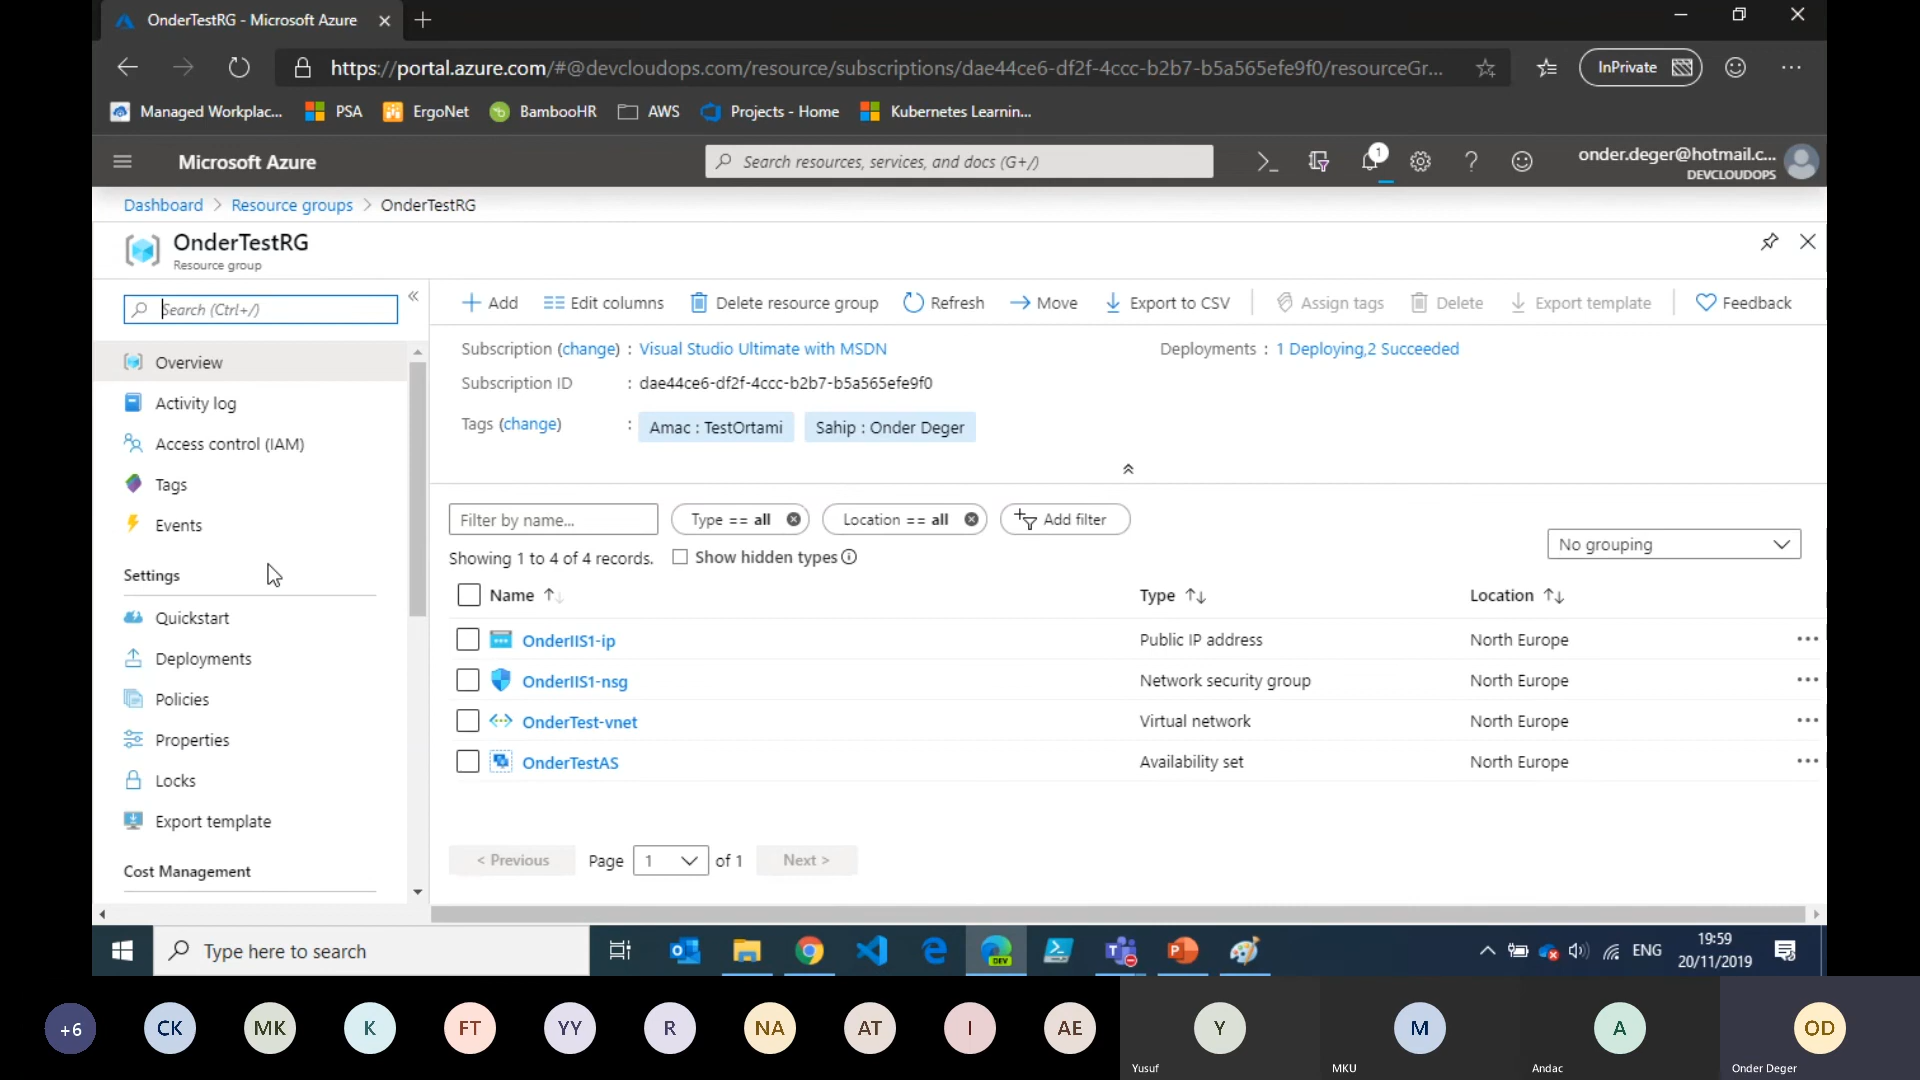 OnderTestRG - Microsoft Azure
https://portal.azure.com/#@devcloudops.com/resource/subscriptions/dae44ce6-df2f-4ccc-b2b7-b5a565efe9f0/resourceGr...
InPrivate
Managed Workplac... PSA ErgoNet BambooHR AWS Projects - Home Kubernetes Learnin...
Microsoft Azure
Search resources, services, and docs (G+/)
1
onder.deger@hotmail.c...
DEVCLOUDOPS
Dashboard > Resource groups > OnderTestRG
OnderTestRG
Resource group
Search (Ctrl+/)
Overview
Activity log
Access control (IAM)
Tags
Events
Settings
Quickstart
Deployments
Policies
Properties
Locks
Export template
Cost Management
Add Edit columns Delete resource group Refresh Move Export to CSV Assign tags Delete Export template Feedback
Subscription (change) : Visual Studio Ultimate with MSDN
Deployments : 1 Deploying,2 Succeeded
Subscription ID : dae44ce6-df2f-4ccc-b2b7-b5a565efe9f0
Tags (change) : Amac : TestOrtami Sahip : Onder Deger
Filter by name... Type == all Location == all Add filter
No grouping
Showing 1 to 4 of 4 records. Show hidden types
Name Type Location
OnderIIS1-ip Public IP address North Europe
OnderIIS1-nsg Network security group North Europe
OnderTest-vnet Virtual network North Europe
OnderTestAS Availability set North Europe
< Previous Page 1 of 1 Next >
Type here to search
DEV
ENG
19:59
20/11/2019
+6 CK MK K FT YY R NA AT I AE Y M A OD
Yusuf MKU Andac Onder Deger